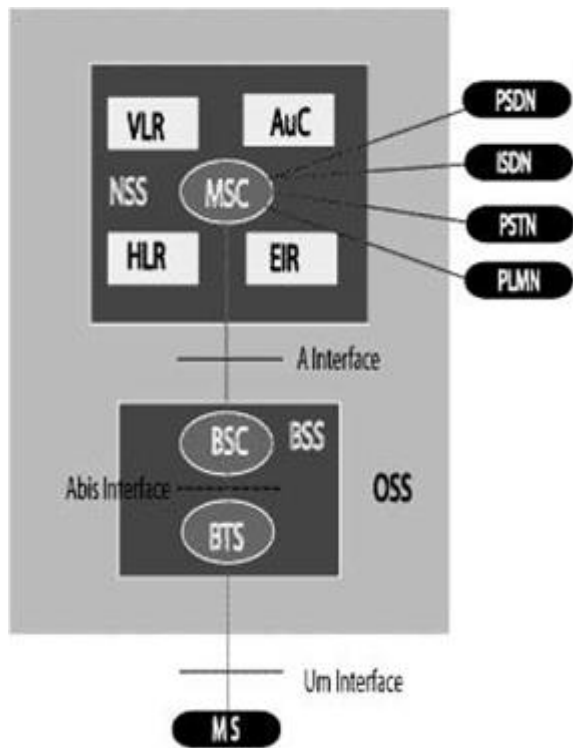 PSDN
VLR
AuC
ISDN
NSS
MSC
PSTN
HLR
EIR
PLMN
A Interface
BSC
BSS
Abis Interface
OSS
BTS
Um Interface
MS